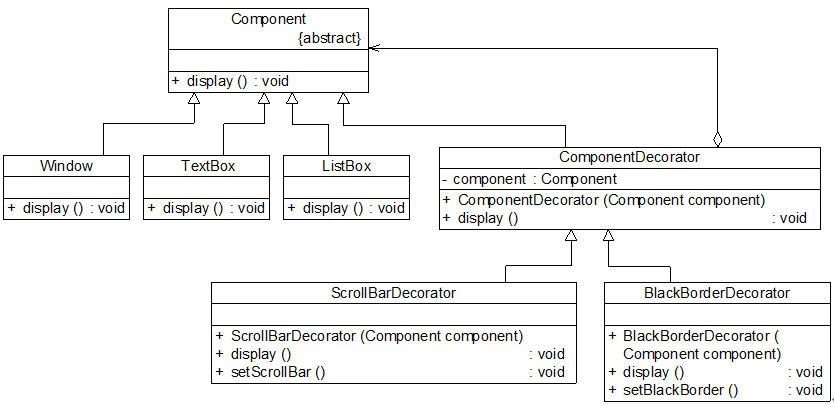 Component
{abstract}
+ display () : void
Window
+ display () : void
TextBox
+ display () : void
ListBox
+ display () : void
ComponentDecorator
- component : Component
+ ComponentDecorator (Component component)
+ display () : void
ScrollBarDecorator
+ ScrollBarDecorator (Component component)
+ display () : void
+ setScrollBar () : void
BlackBorderDecorator
+ BlackBorderDecorator (
Component component)
+ display () : void
+ setBlackBorder () : void